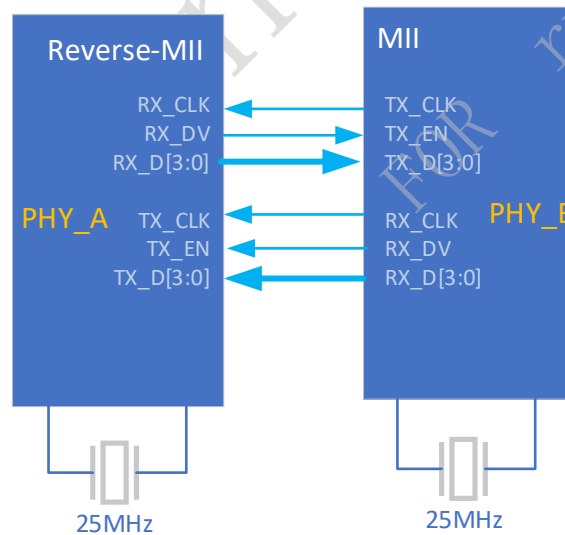 Reverse-MII
RX_CLK
RX_DV
RX_D[3:0]
PHY_A
TX_CLK
TX_EN
TX_D[3:0]
25MHz
MII
TX_CLK
TX_EN
TX_D[3:0]
RX_CLK
RX_DV
RX_D[3:0]
25MHz
FOR